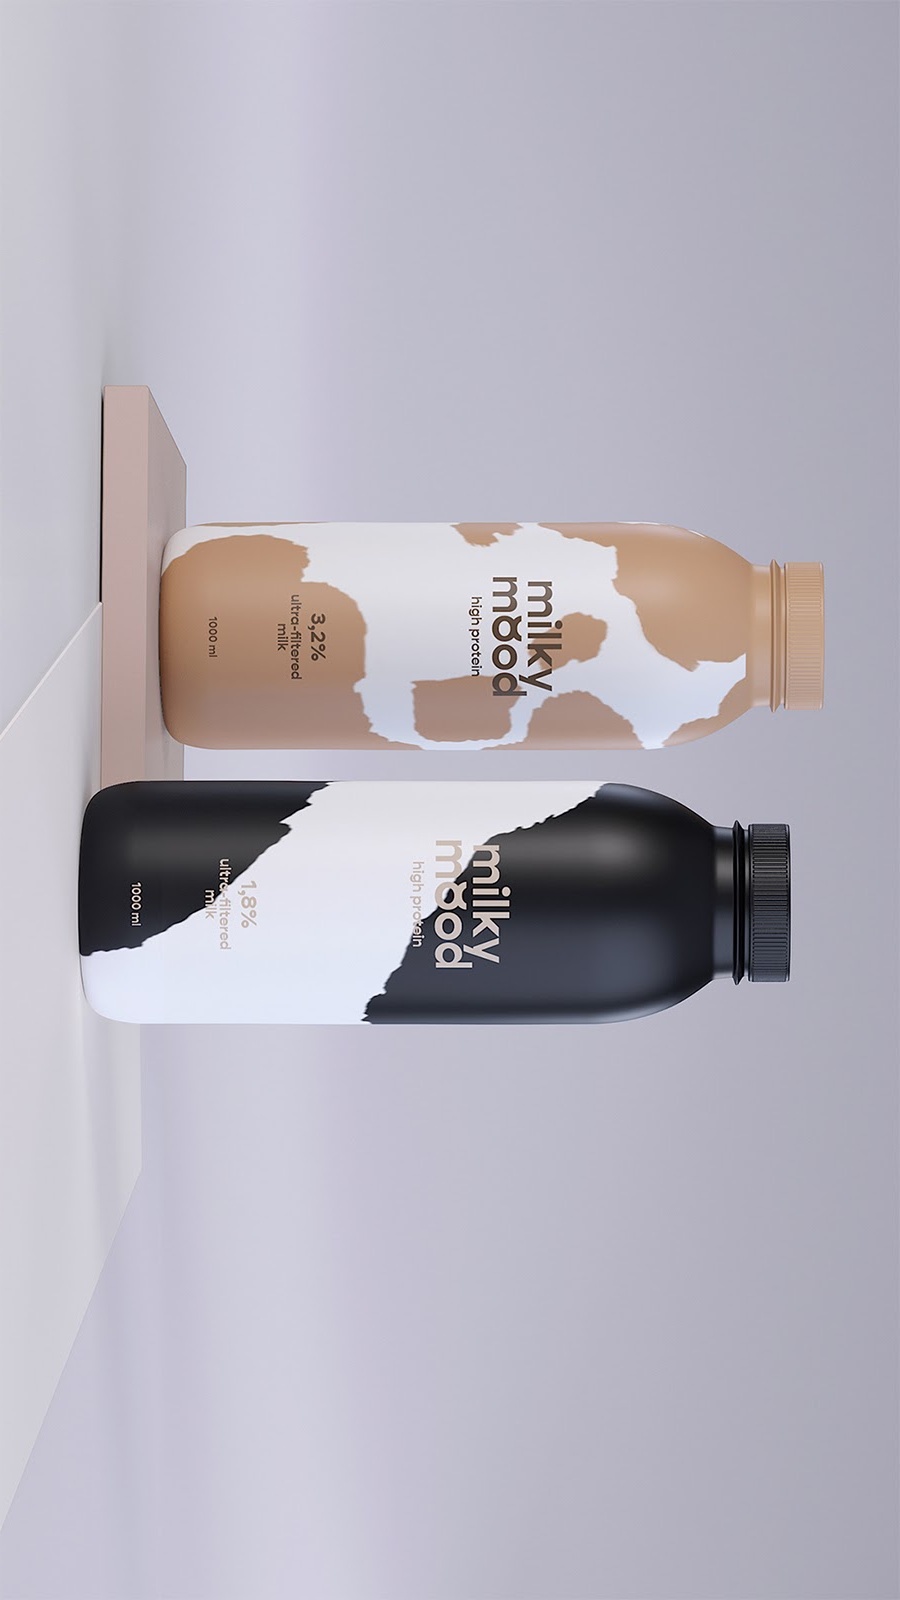 milky
mood
high protein
3,2%
ultra-filtered
milk
1000 ml
milky
mood
high protein
1,8%
ultra-filtered
milk
1000 ml